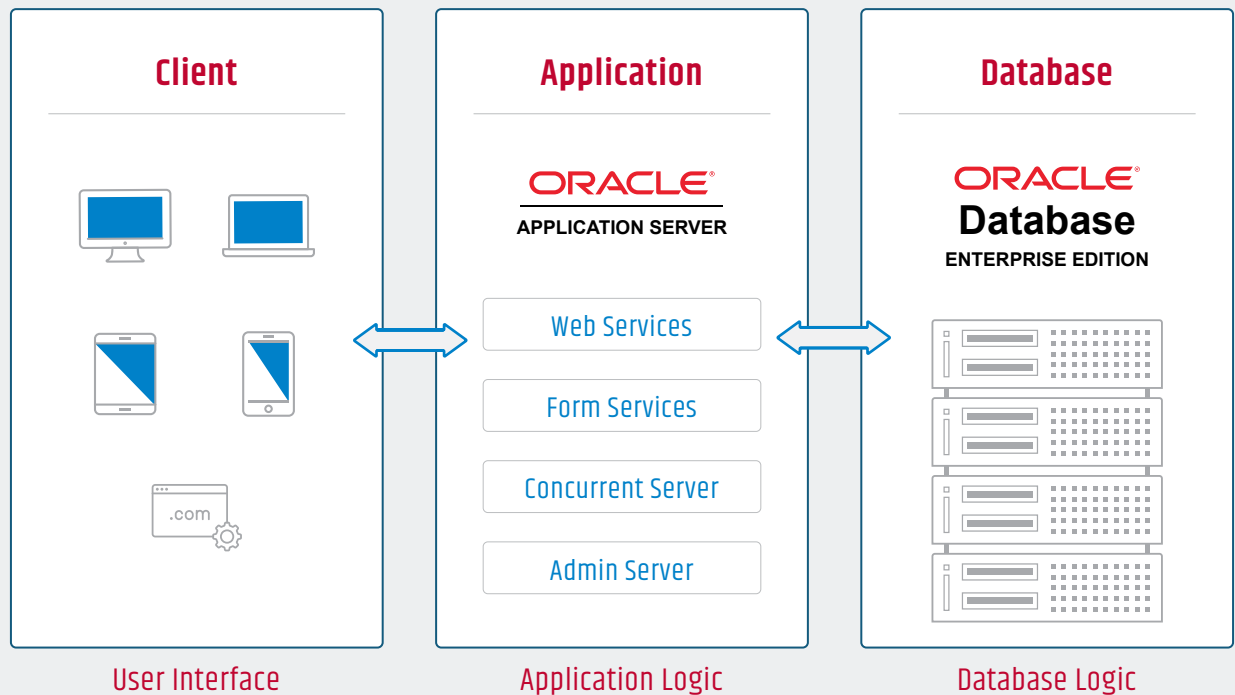 Client
.com
User Interface
Application
ORACLE®
APPLICATION SERVER
Web Services
Form Services
Concurrent Server
Admin Server
Application Logic
Database
ORACLE®
Database
ENTERPRISE EDITION
Database Logic